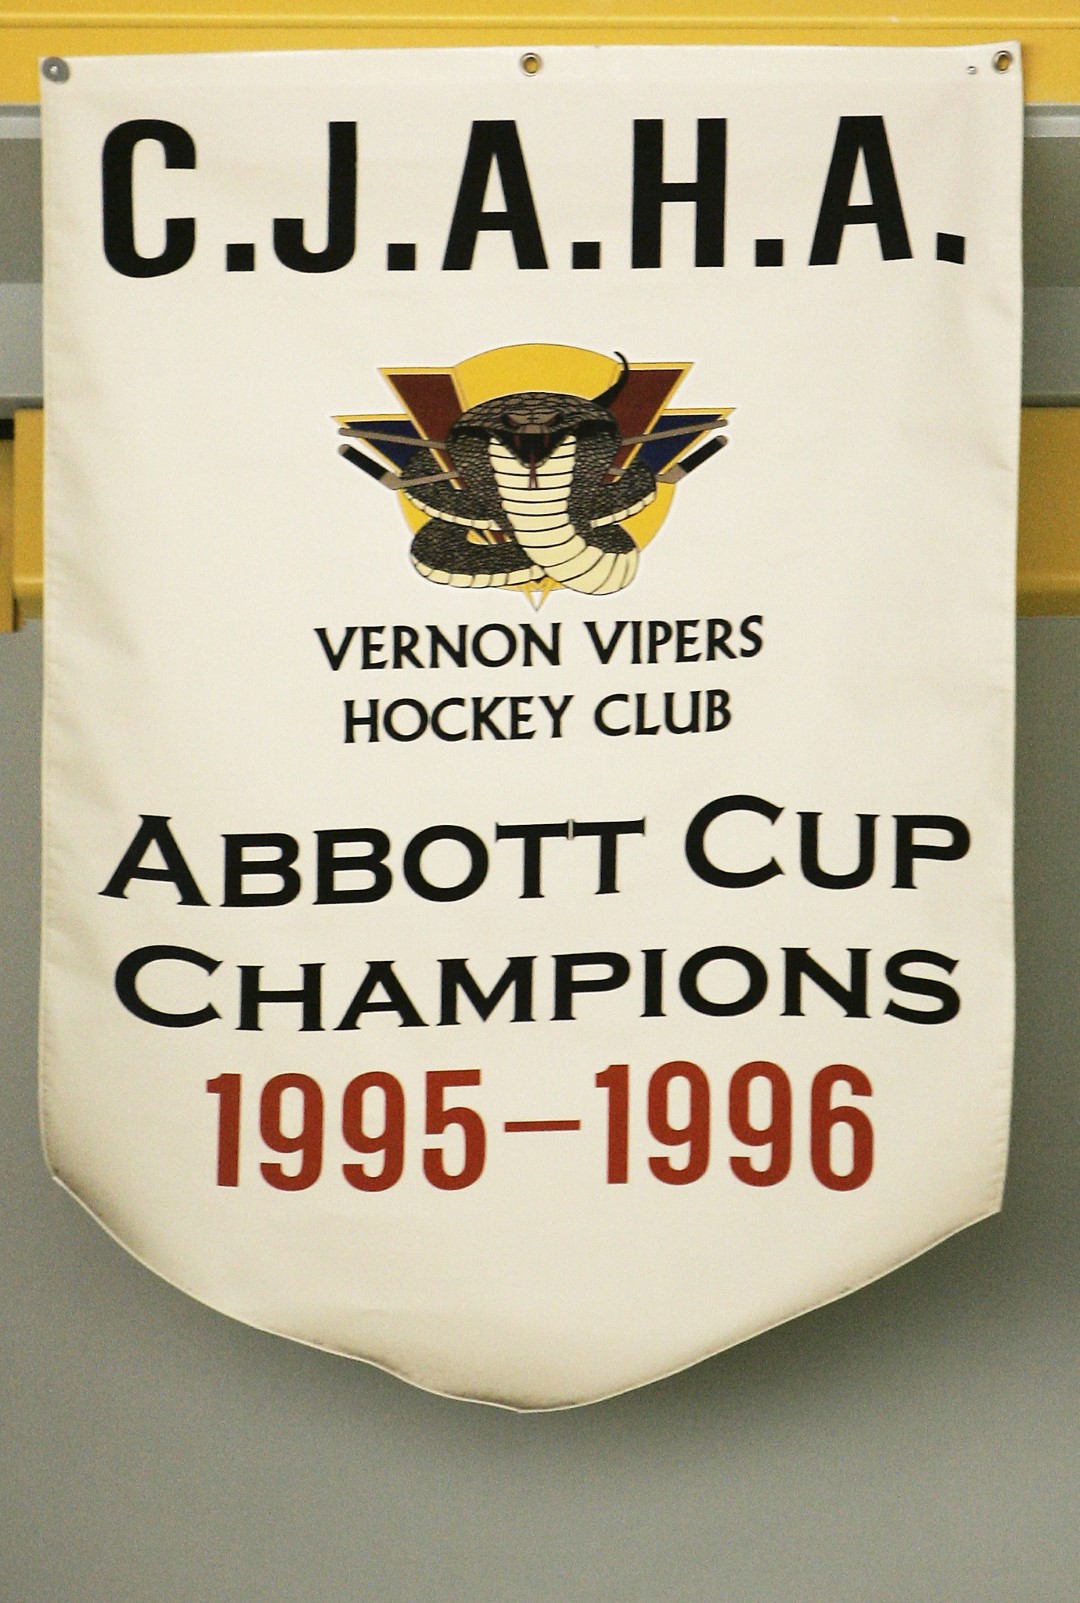 C.J.A.H.A.
VERNON VIPERS
HOCKEY CLUB
ABBOTT CUP
CHAMPIONS
1995-1996